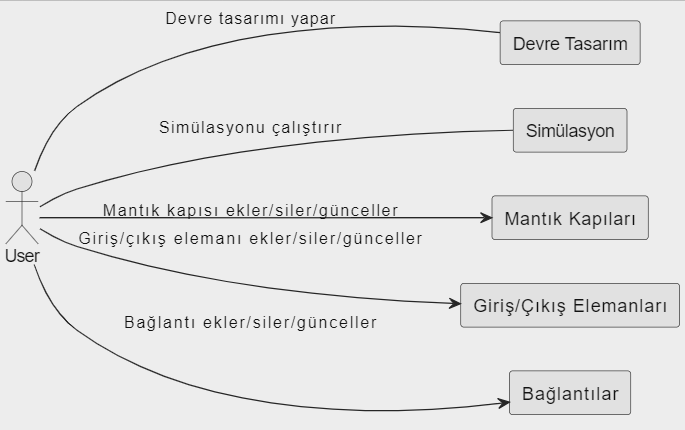 Devre tasarımı yapar
Devre Tasarım
Simülasyonu çalıştırır
Simülasyon
Mantık kapısı ekler/siler/günceller
Mantık Kapıları
Giriş/çıkış elemanı ekler/siler/günceller
User
Giriş/Çıkış Elemanları
Bağlantı ekler/siler/günceller
Bağlantılar